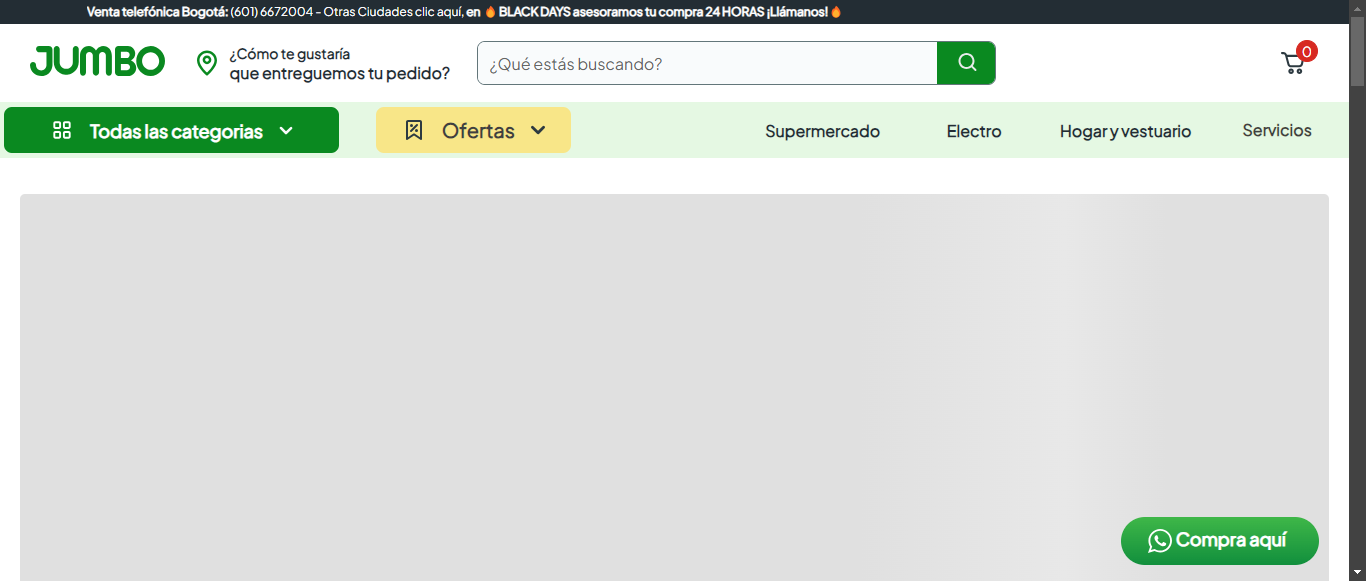 Venta telefónica Bogotá: (601) 6672004 - Otras Ciudades clic aquí, en 🔥 BLACK DAYS asesoramos tu compra 24 HORAS ¡Llámanos! 🔥
JUMBO
¿Cómo te gustaría
que entreguemos tu pedido?
¿Qué estás buscando?
0
Todas las categorias
Ofertas
Supermercado
Electro
Hogar y vestuario
Servicios
Compra aquí